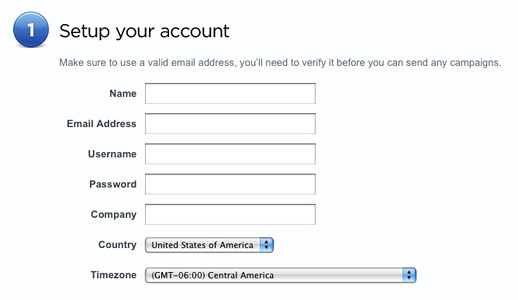 1 Setup your account
Make sure to use a valid email address, you'll need to verify it before you can send any campaigns.
Name
Email Address
Username
Password
Company
Country United States of America
Timezone (GMT-06:00) Central America